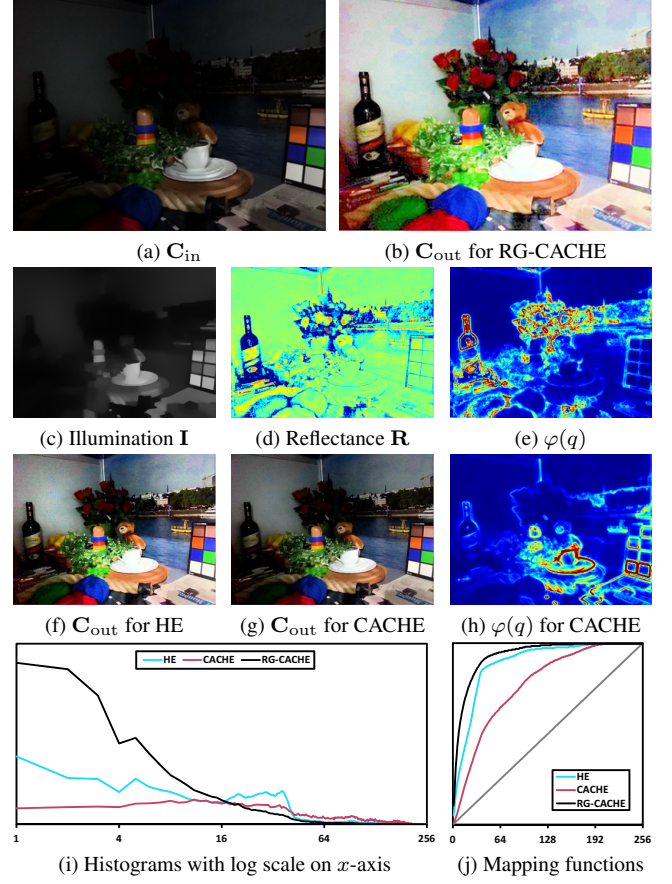 (a) C_in (b) C_out for RG-CACHE
(c) Illumination I (d) Reflectance R (e) φ(q)
(f) C_out for HE (g) C_out for CACHE (h) φ(q) for CACHE
HE CACHE RG-CACHE
1 4 16 64 256
HE
CACHE
RG-CACHE
0 64 128 192 256
(i) Histograms with log scale on x-axis (j) Mapping functions